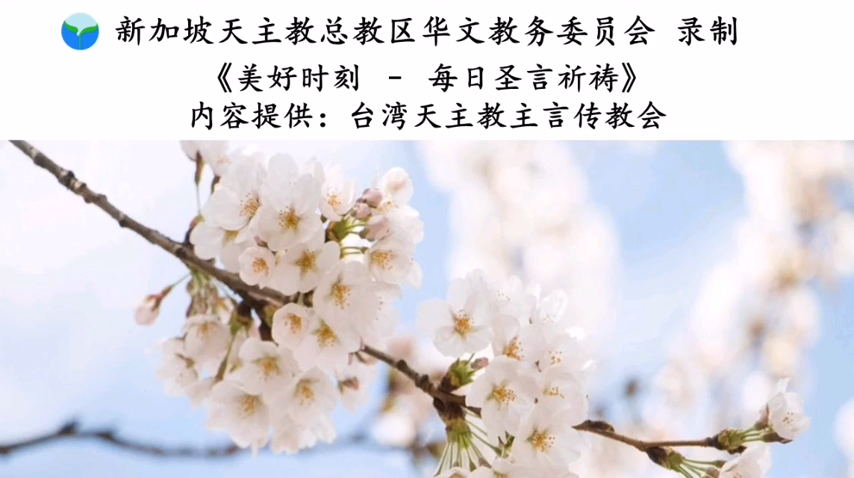 新加坡天主教总教区华文教务委员会 录制
《美好时刻 - 每日圣言祈祷》
内容提供：台湾天主教主言传教会